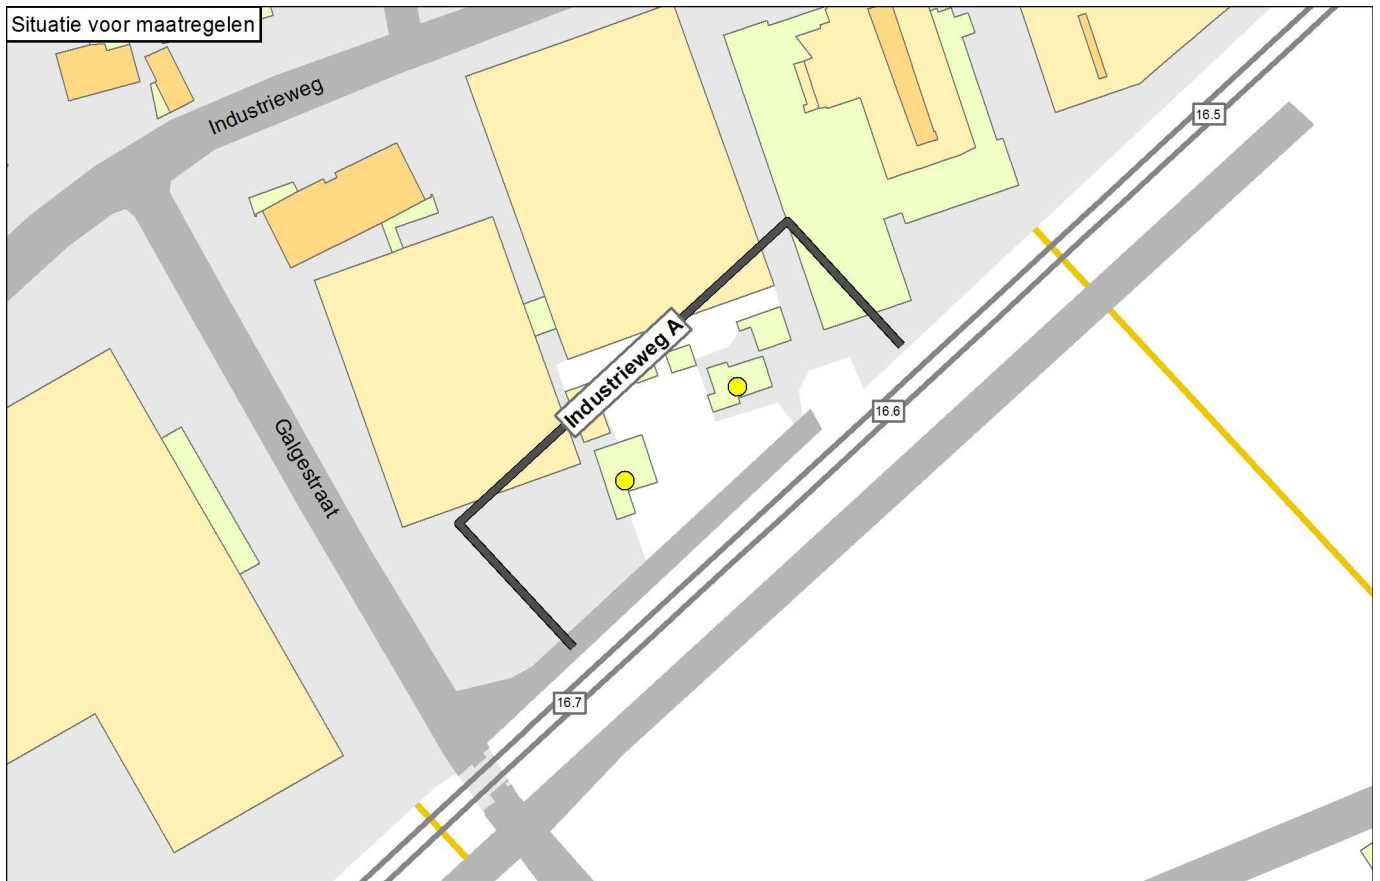 Situatie voor maatregelen
Industrieweg
16.5
Industrieweg A
16.6
Galgestraat
16.7